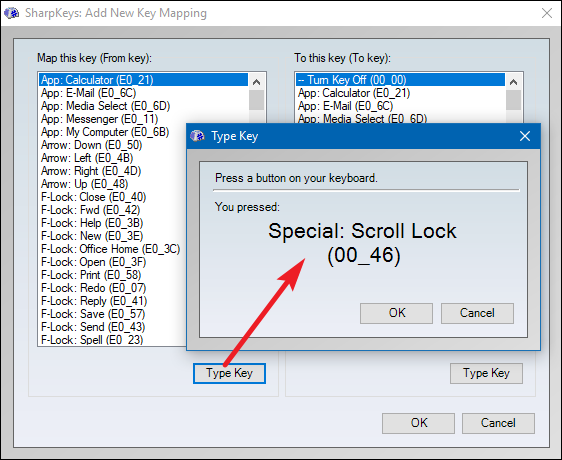 SharpKeys: Add New Key Mapping
Map this key (From key):
App: Calculator (E0_21)
App: E-Mail (E0_6C)
App: Media Select (E0_6D)
App: Messenger (E0_11)
App: My Computer (E0_6B)
Arrow: Down (E0_50)
Arrow: Left (E0_4B)
Arrow: Right (E0_4D)
Arrow: Up (E0_48)
F-Lock: Close (E0_40)
F-Lock: Fwd (E0_42)
F-Lock: Help (E0_3B)
F-Lock: New (E0_3E)
F-Lock: Office Home (E0_3C)
F-Lock: Open (E0_3F)
F-Lock: Print (E0_58)
F-Lock: Redo (E0_07)
F-Lock: Reply (E0_41)
F-Lock: Save (E0_57)
F-Lock: Send (E0_43)
F-Lock: Spell (E0_23)
Type Key
To this key (To key):
-- Turn Key Off (00_00)
App: Calculator (E0_21)
App: E-Mail (E0_6C)
App: Media Select (E0_6D)
Type Key
Type Key
Press a button on your keyboard.
You pressed:
Special: Scroll Lock
(00_46)
OK
Cancel
OK
Cancel